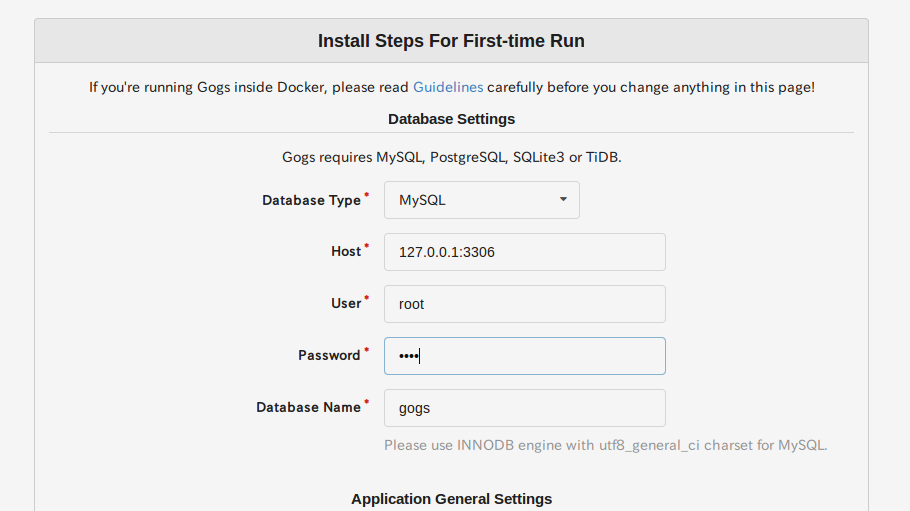 Install Steps For First-time Run
If you're running Gogs inside Docker, please read Guidelines carefully before you change anything in this page!
Database Settings
Gogs requires MySQL, PostgreSQL, SQLite3 or TiDB.
Database Type * MySQL
Host * 127.0.0.1:3306
User * root
Password * ••••
Database Name * gogs
Please use INNODB engine with utf8_general_ci charset for MySQL.
Application General Settings